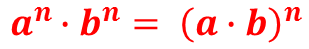 aⁿ · bⁿ = (a · b)ⁿ